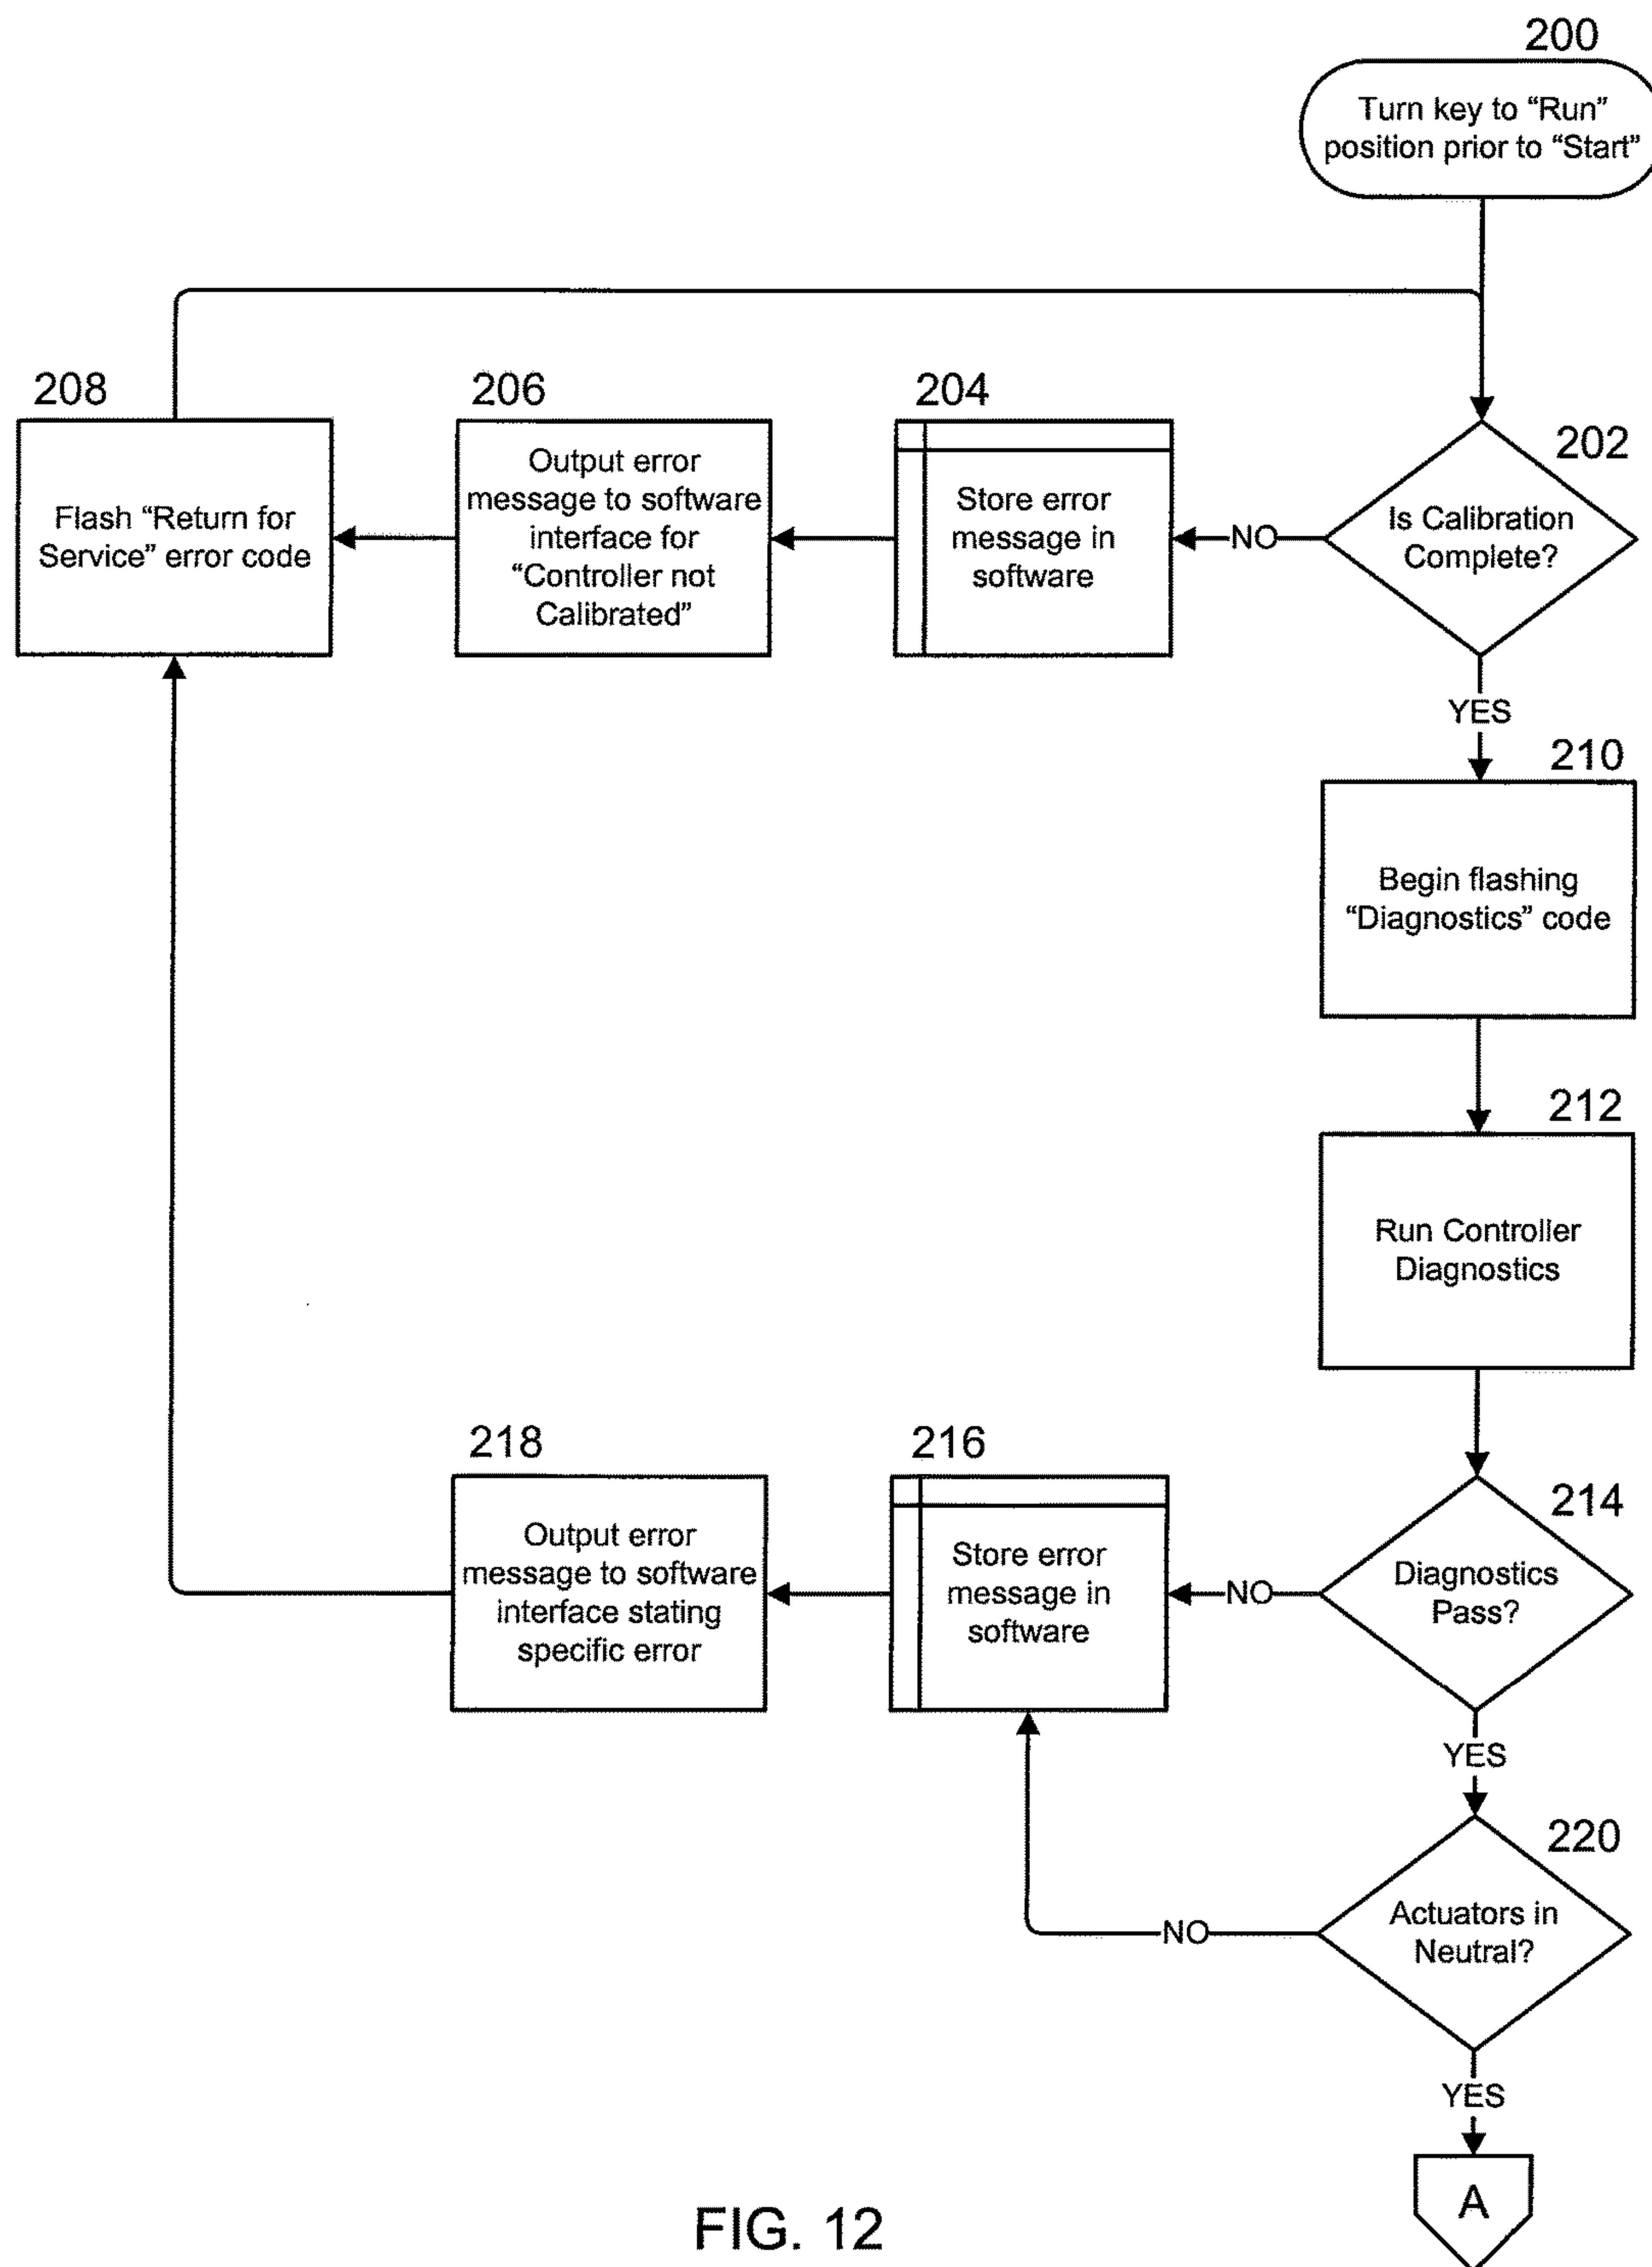 200
Turn key to “Run”
position prior to “Start”
208
206
204
202
Flash “Return for
Service” error code
Output error
message to software
interface for
“Controller not
Calibrated”
Store error
message in
software
NO
Is Calibration
Complete?
YES
210
Begin flashing
“Diagnostics” code
212
Run Controller
Diagnostics
218
216
214
Output error
message to software
interface stating
specific error
Store error
message in
software
NO
Diagnostics
Pass?
YES
220
Actuators in
Neutral?
NO
YES
A
FIG. 12